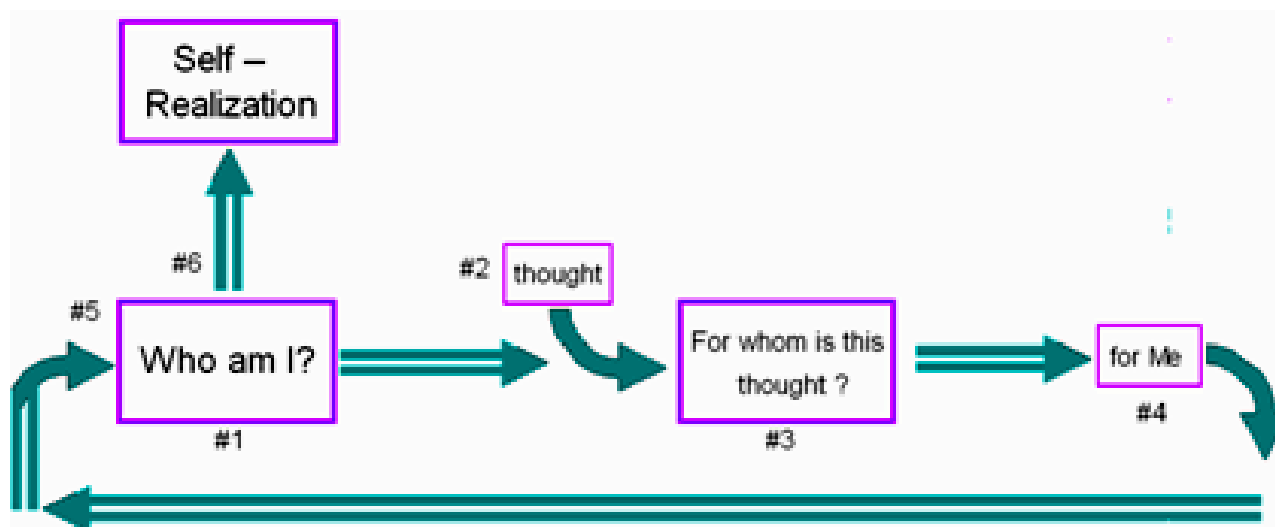 Self –
Realization
#6
#2
thought
#5
Who am I?
#1
For whom is this
thought ?
#3
for Me
#4